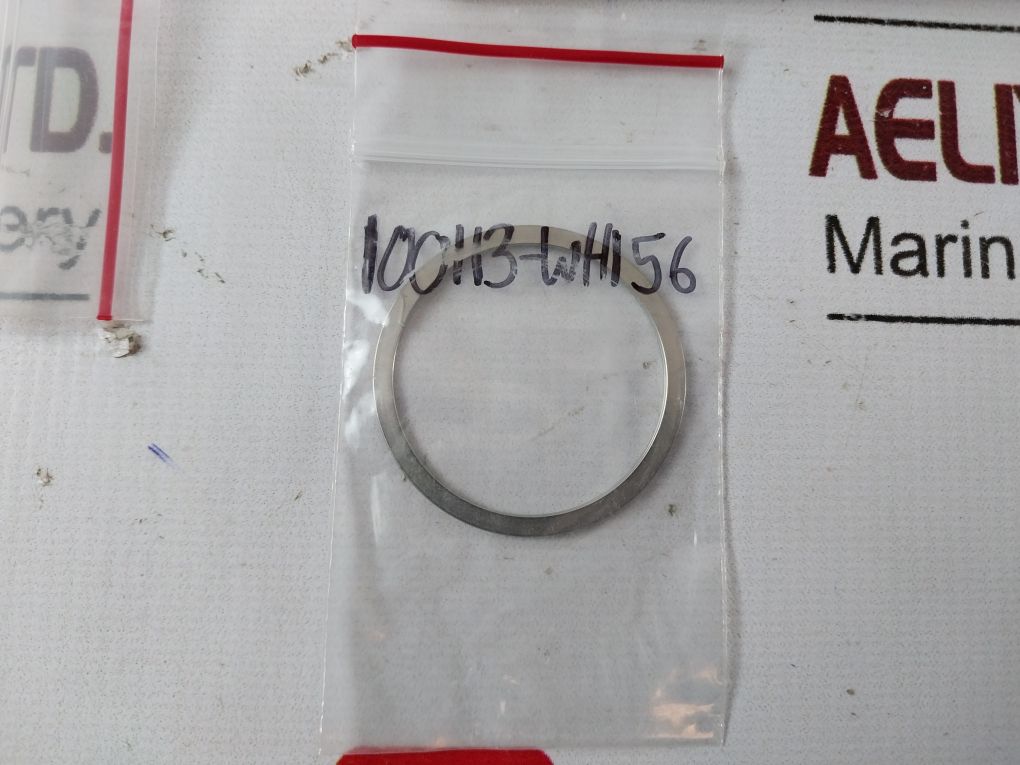 TD.
ery
100113-WH156
AELI
Marin